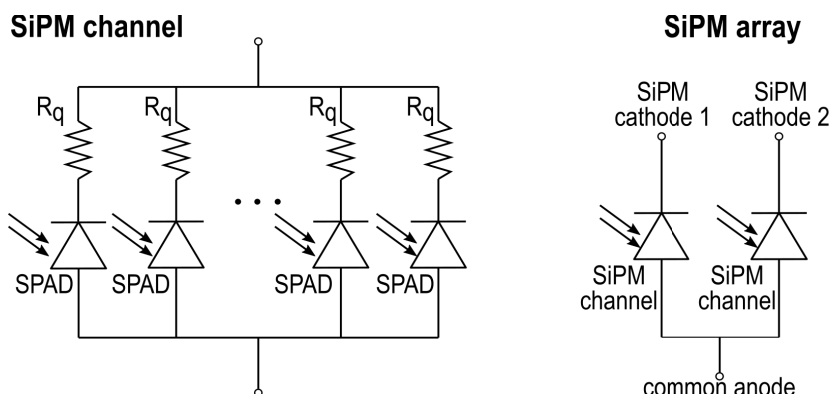 SiPM channel
SiPM array
Rq
Rq
Rq
Rq
. . .
SPAD
SPAD
SPAD
SPAD
SiPM
cathode 1
SiPM
cathode 2
SiPM
channel
SiPM
channel
common anode